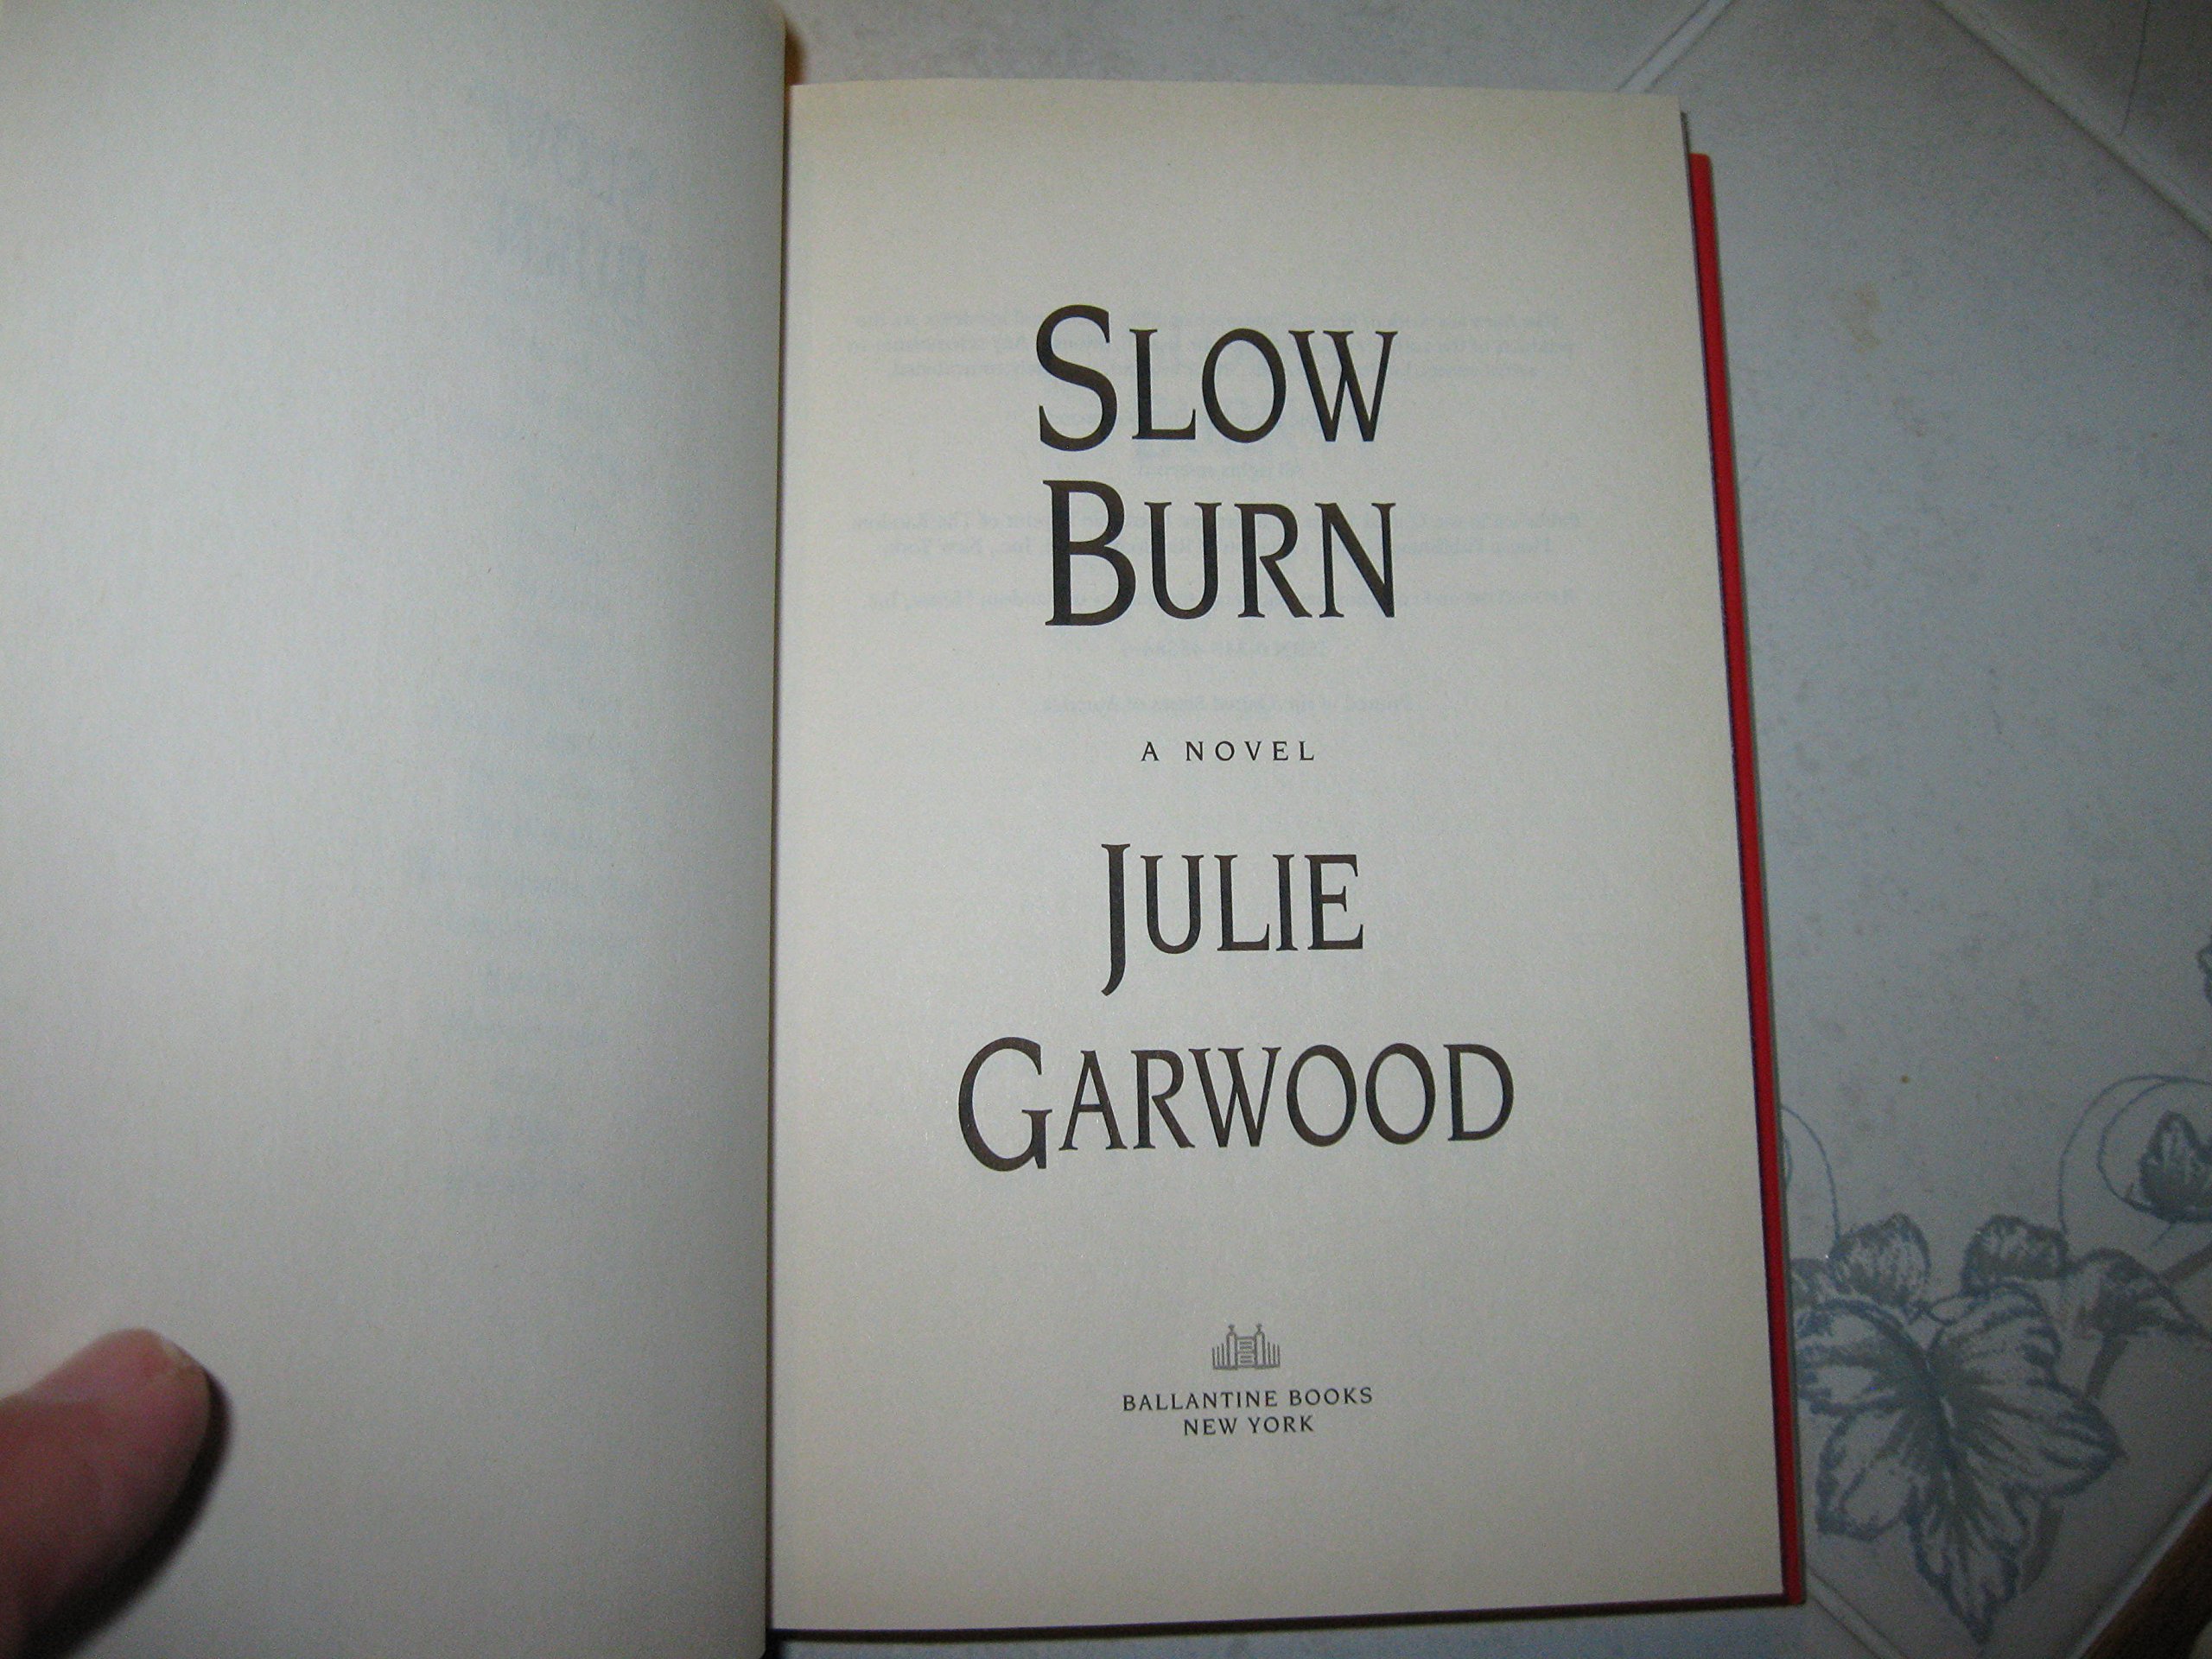 SLOW
BURN
A NOVEL
JULIE
GARWOOD
BALLANTINE BOOKS
NEW YORK